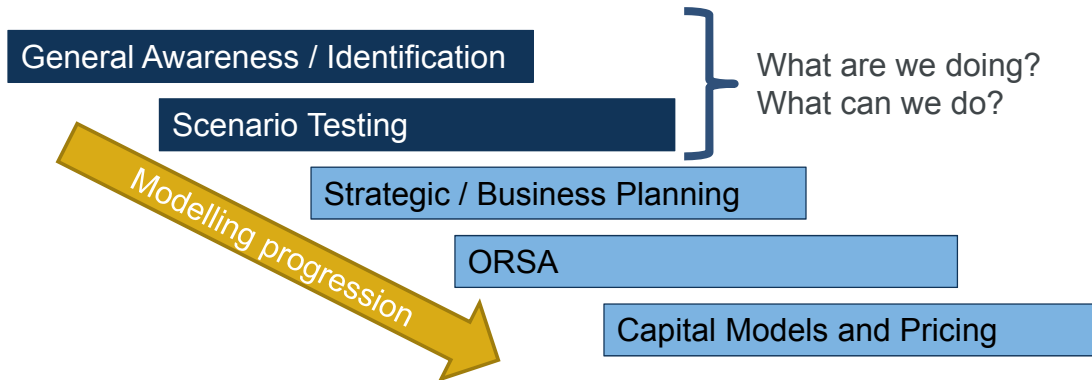 General Awareness / Identification
What are we doing?
What can we do?
Scenario Testing
Modelling progression
Strategic / Business Planning
ORSA
Capital Models and Pricing